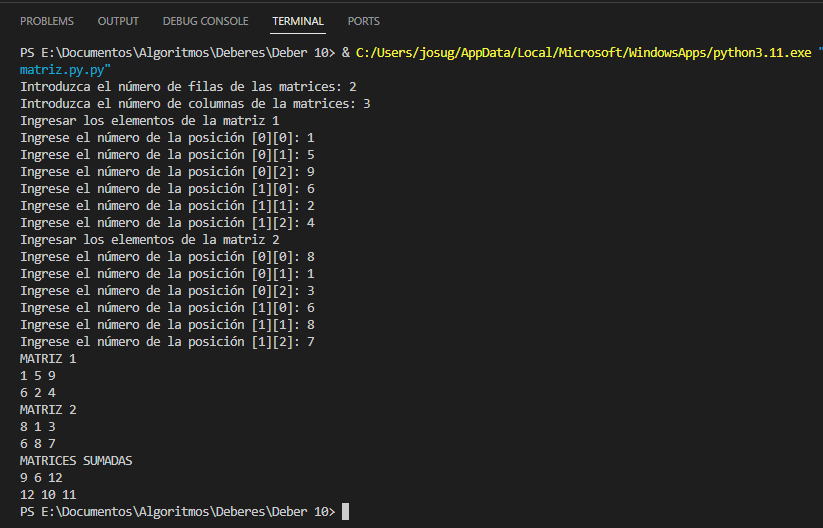 PROBLEMS OUTPUT DEBUG CONSOLE TERMINAL PORTS
PS E:\Documentos\Algoritmos\Deberes\Deber 10> & C:/Users/josug/AppData/Local/Microsoft/WindowsApps/python3.11.exe "
matriz.py.py"
Introduzca el número de filas de las matrices: 2
Introduzca el número de columnas de la matrices: 3
Ingresar los elementos de la matriz 1
Ingrese el número de la posición [0][0]: 1
Ingrese el número de la posición [0][1]: 5
Ingrese el número de la posición [0][2]: 9
Ingrese el número de la posición [1][0]: 6
Ingrese el número de la posición [1][1]: 2
Ingrese el número de la posición [1][2]: 4
Ingresar los elementos de la matriz 2
Ingrese el número de la posición [0][0]: 8
Ingrese el número de la posición [0][1]: 1
Ingrese el número de la posición [0][2]: 3
Ingrese el número de la posición [1][0]: 6
Ingrese el número de la posición [1][1]: 8
Ingrese el número de la posición [1][2]: 7
MATRIZ 1
1 5 9
6 2 4
MATRIZ 2
8 1 3
6 8 7
MATRICES SUMADAS
9 6 12
12 10 11
PS E:\Documentos\Algoritmos\Deberes\Deber 10>